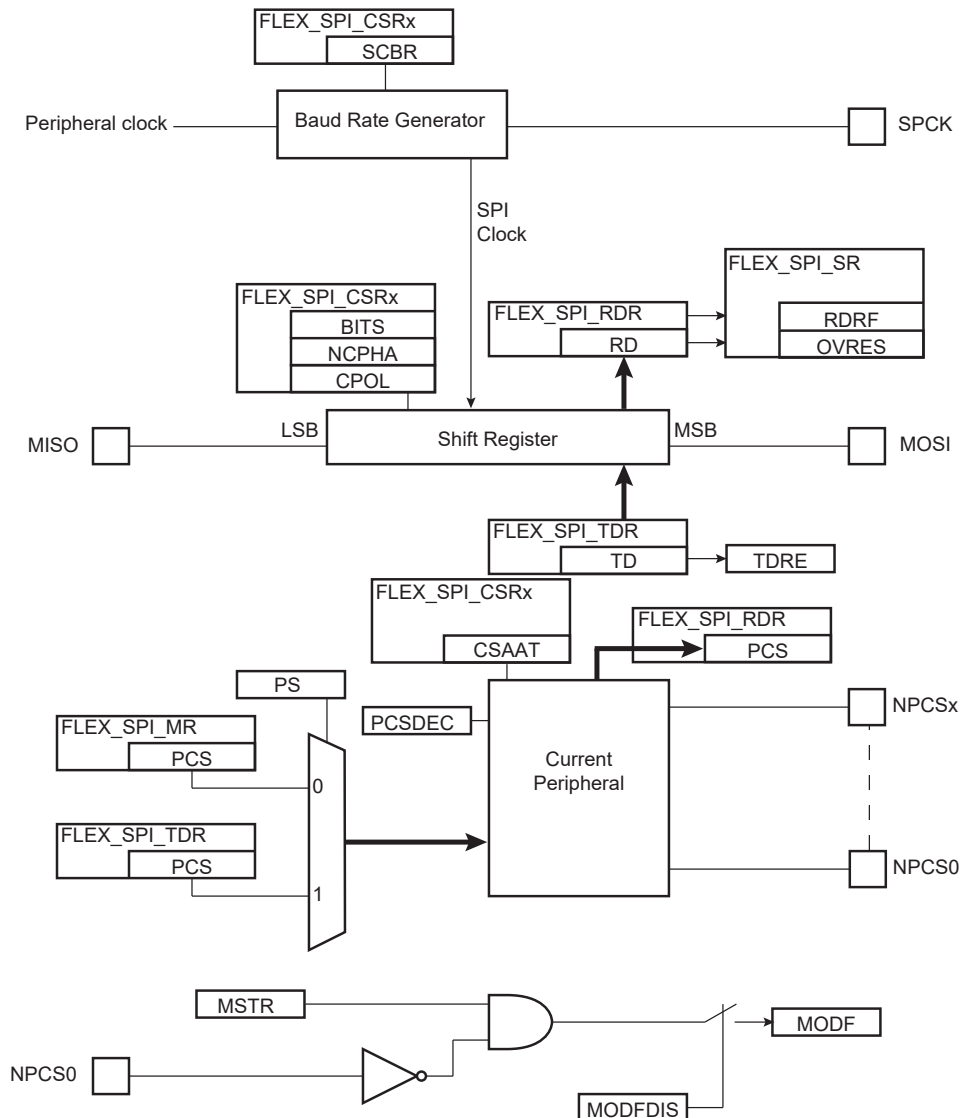 FLEX_SPI_CSRx
SCBR
Peripheral clock
Baud Rate Generator
SPCK
SPI
Clock
FLEX_SPI_SR
FLEX_SPI_CSRx
FLEX_SPI_RDR
BITS
RDRF
NCPHA
RD
OVRES
CPOL
MISO
LSB
Shift Register
MSB
MOSI
FLEX_SPI_TDR
TD
TDRE
FLEX_SPI_CSRx
FLEX_SPI_RDR
CSAAT
PCS
PS
NPCSx
FLEX_SPI_MR
PCSDEC
PCS
Current
Peripheral
0
FLEX_SPI_TDR
PCS
NPCS0
1
MSTR
MODF
NPCS0
MODFDIS